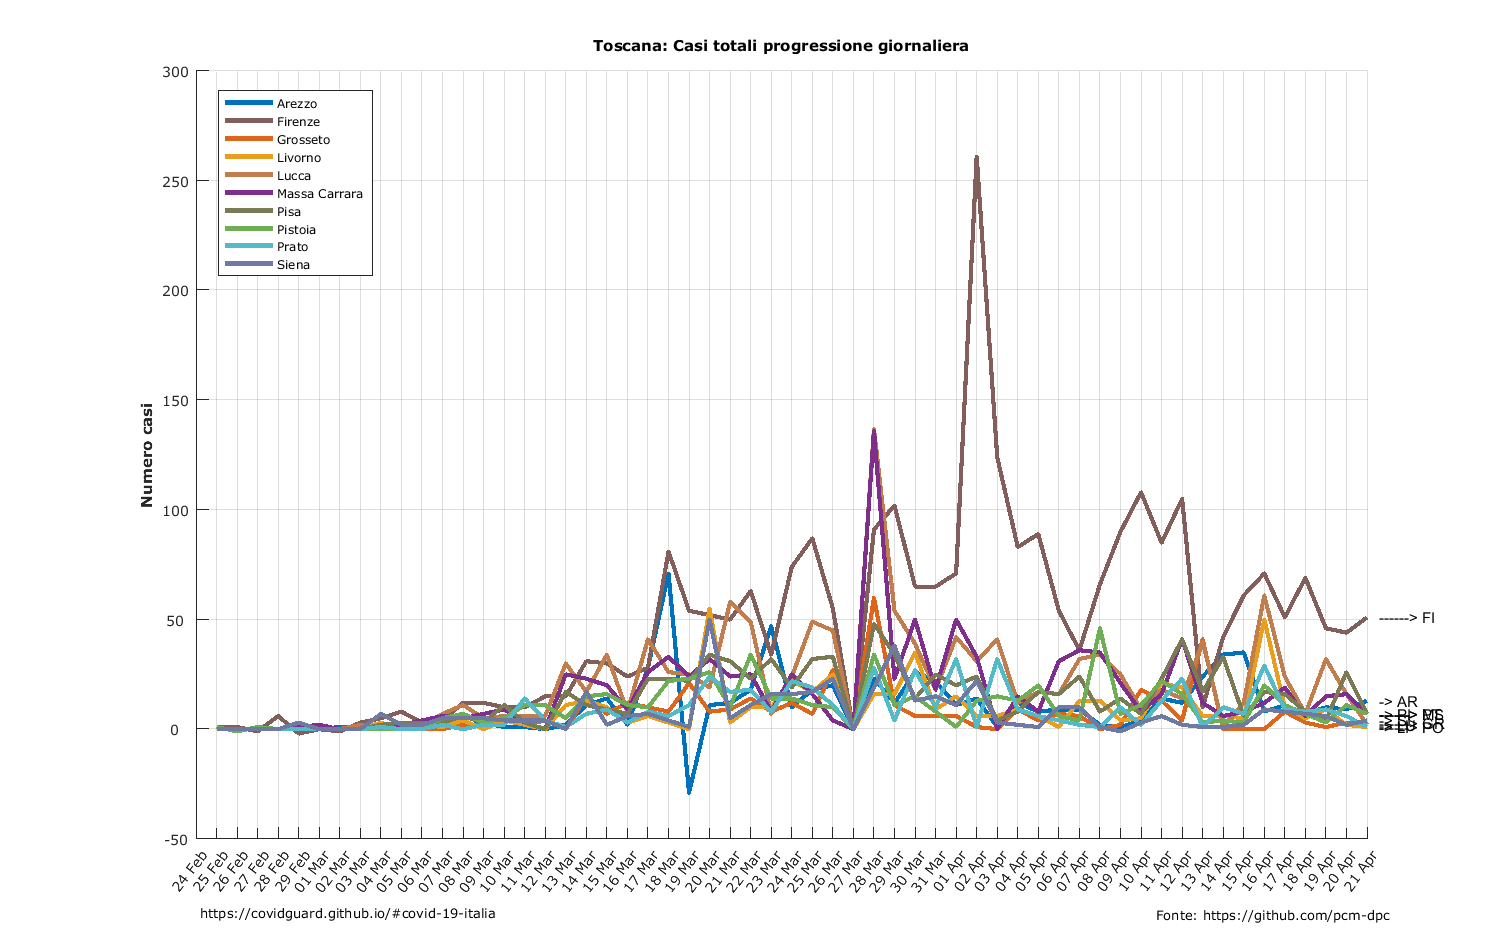 Toscana: Casi totali progressione giornaliera
Numero casi
300
250
200
150
100
50
0
-50
Arezzo
Firenze
Grosseto
Livorno
Lucca
Massa Carrara
Pisa
Pistoia
Prato
Siena
------> FI
-> AR
24 Feb
25 Feb
26 Feb
27 Feb
28 Feb
29 Feb
01 Mar
02 Mar
03 Mar
04 Mar
05 Mar
06 Mar
07 Mar
08 Mar
09 Mar
10 Mar
11 Mar
12 Mar
13 Mar
14 Mar
15 Mar
16 Mar
17 Mar
18 Mar
19 Mar
20 Mar
21 Mar
22 Mar
23 Mar
24 Mar
25 Mar
26 Mar
27 Mar
28 Mar
29 Mar
30 Mar
31 Mar
01 Apr
02 Apr
03 Apr
04 Apr
05 Apr
06 Apr
07 Apr
08 Apr
09 Apr
10 Apr
11 Apr
12 Apr
13 Apr
14 Apr
15 Apr
16 Apr
17 Apr
18 Apr
19 Apr
20 Apr
21 Apr
https://covidguard.github.io/#covid-19-italia
Fonte: https://github.com/pcm-dpc